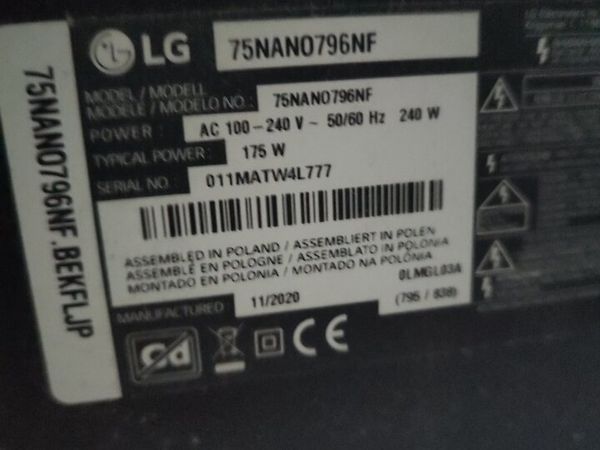 LG
75NANO796NF
MODEL / MODELL
MODÈLE / MODELO NO. : 75NANO796NF
POWER : AC 100-240 V ~ 50/60 Hz 240 W
TYPICAL POWER : 175 W
SERIAL NO. : 011MATW4L777
ASSEMBLED IN POLAND / ASSEMBLIERT IN POLEN
ASSEMBLÉ EN POLOGNE / ASSEMBLATO IN POLONIA
MONTADO EN POLONIA / MONTADO NA POLÓNIA
0LMGL03A
MANUFACTURED : 11/2020 (795 / 838)
Cd
CE
75NANO796NF.BEKFLJP